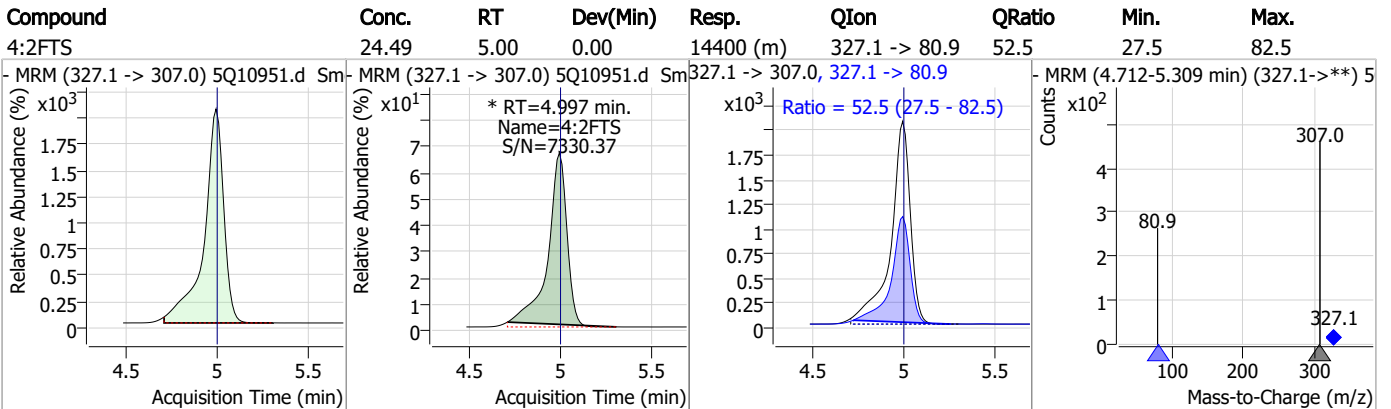 Compound Conc. RT Dev(Min) Resp. QIon QRatio Min. Max.
4:2FTS 24.49 5.00 0.00 14400 (m) 327.1 -> 80.9 52.5 27.5 82.5
- MRM (327.1 -> 307.0) 5Q10951.d Sm
x10³
Relative Abundance (%)
1.75
1.5
1.25
1
0.75
0.5
0.25
0
4.5 5 5.5
Acquisition Time (min)
- MRM (327.1 -> 307.0) 5Q10951.d Sm
x10¹
* RT=4.997 min.
Name=4:2FTS
S/N=7330.37
Relative Abundance (%)
7
6
5
4
3
2
1
0
4.5 5 5.5
Acquisition Time (min)
327.1 -> 307.0, 327.1 -> 80.9
x10³
Ratio = 52.5 (27.5 - 82.5)
1.75
1.5
1.25
1
0.75
0.5
0.25
0
4.5 5 5.5
Acquisition Time (min)
- MRM (4.712-5.309 min) (327.1->**) 5
x10²
Counts
307.0
4
3
80.9
2
1
327.1
0
100 200 300
Mass-to-Charge (m/z)